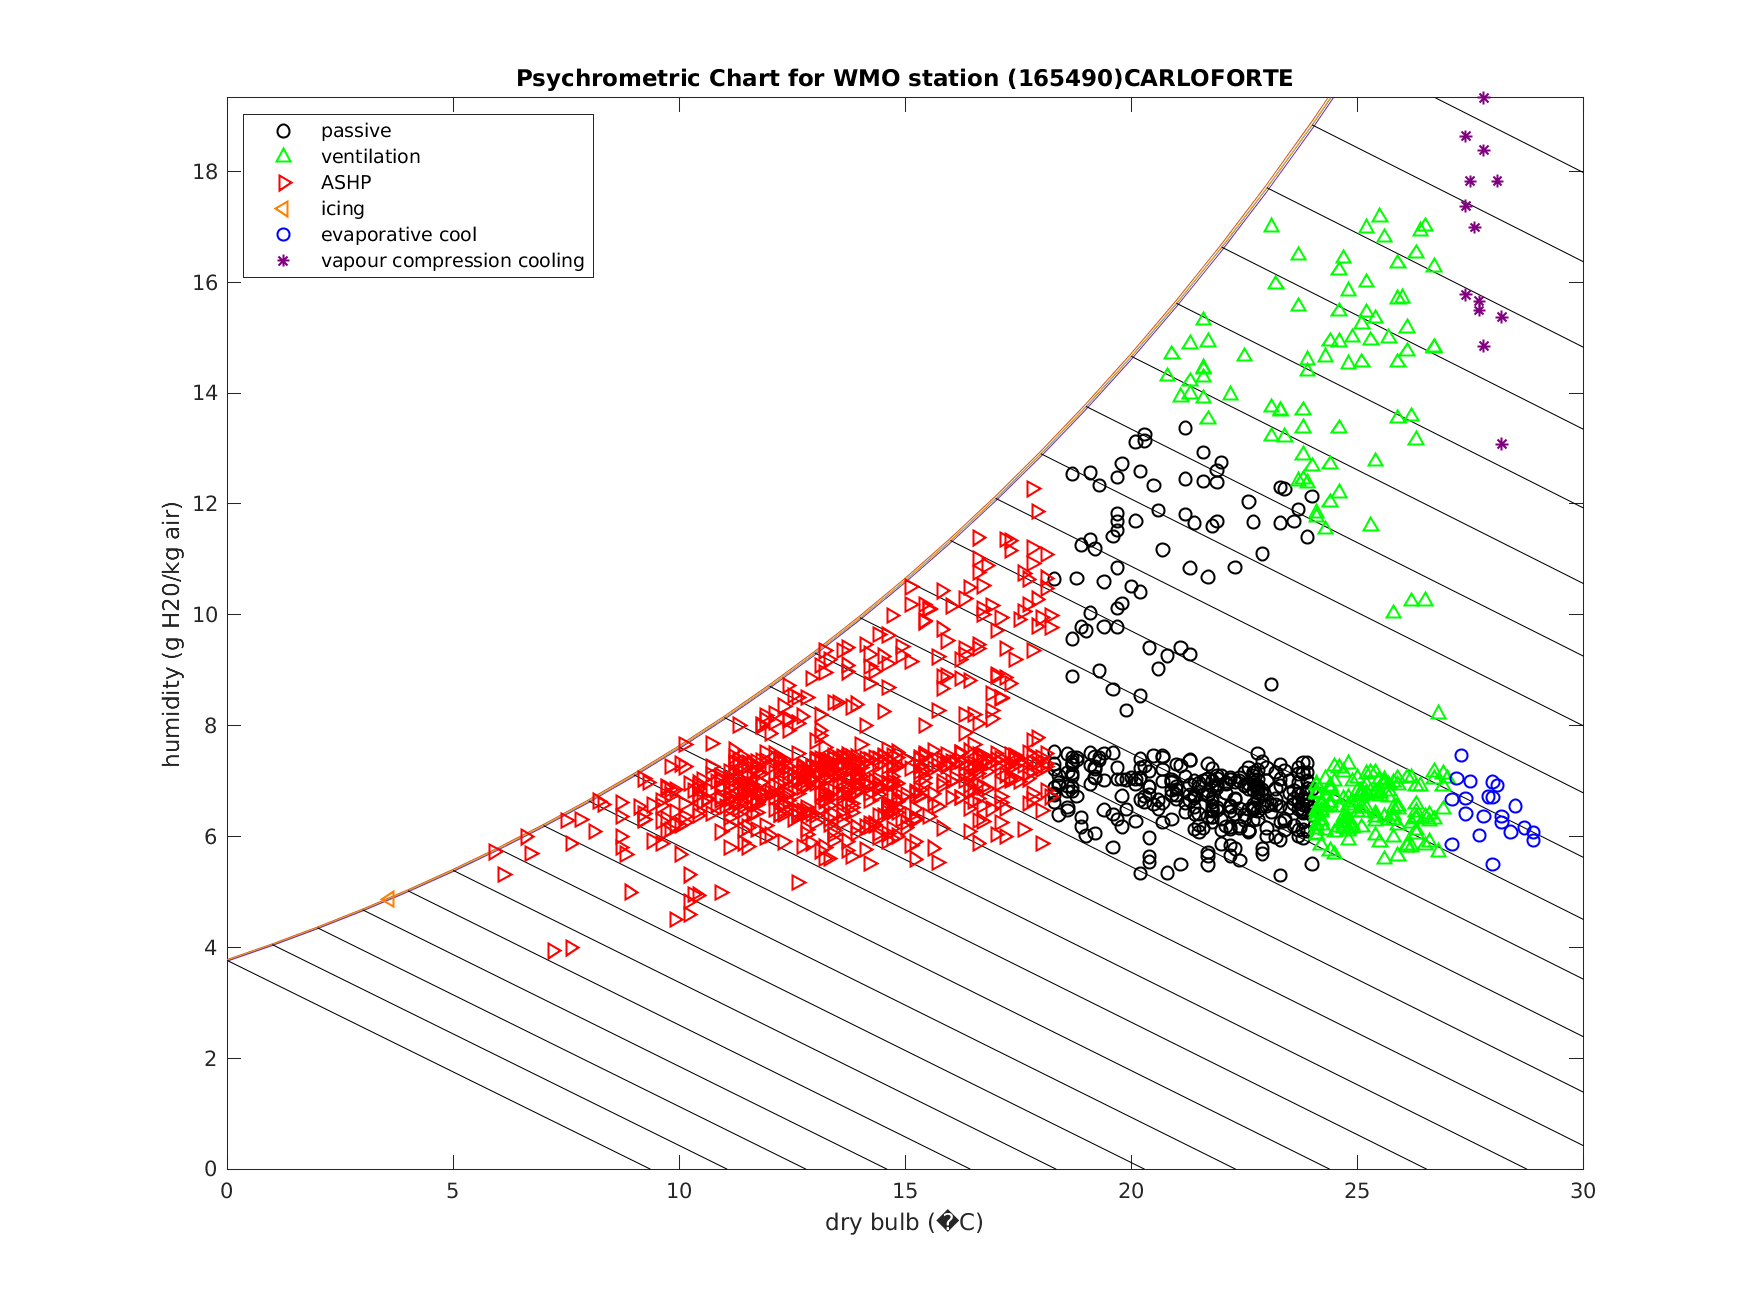 Psychrometric Chart for WMO station (165490)CARLOFORTE
passive
ventilation
ASHP
icing
evaporative cool
vapour compression cooling
humidity (g H20/kg air)
18
16
14
12
10
8
6
4
2
0
0 5 10 15 20 25 30
dry bulb (�C)